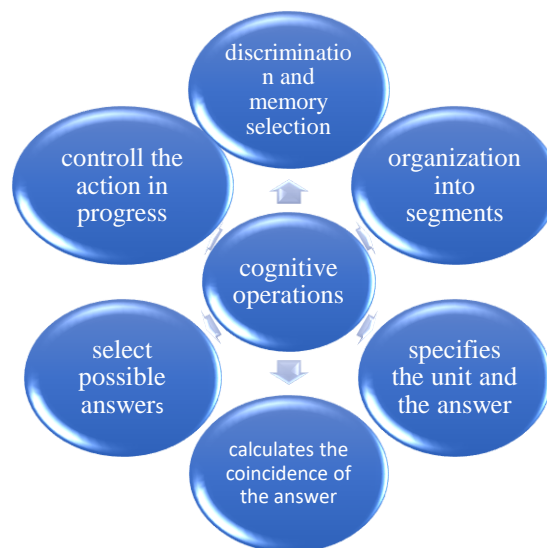 discriminatio
n and
memory
selection
controll the
action in
progress
organization
into
segments
cognitive
operations
select
possible
answers
specifies
the unit and
the answer
calculates the
coincidence of
the answer